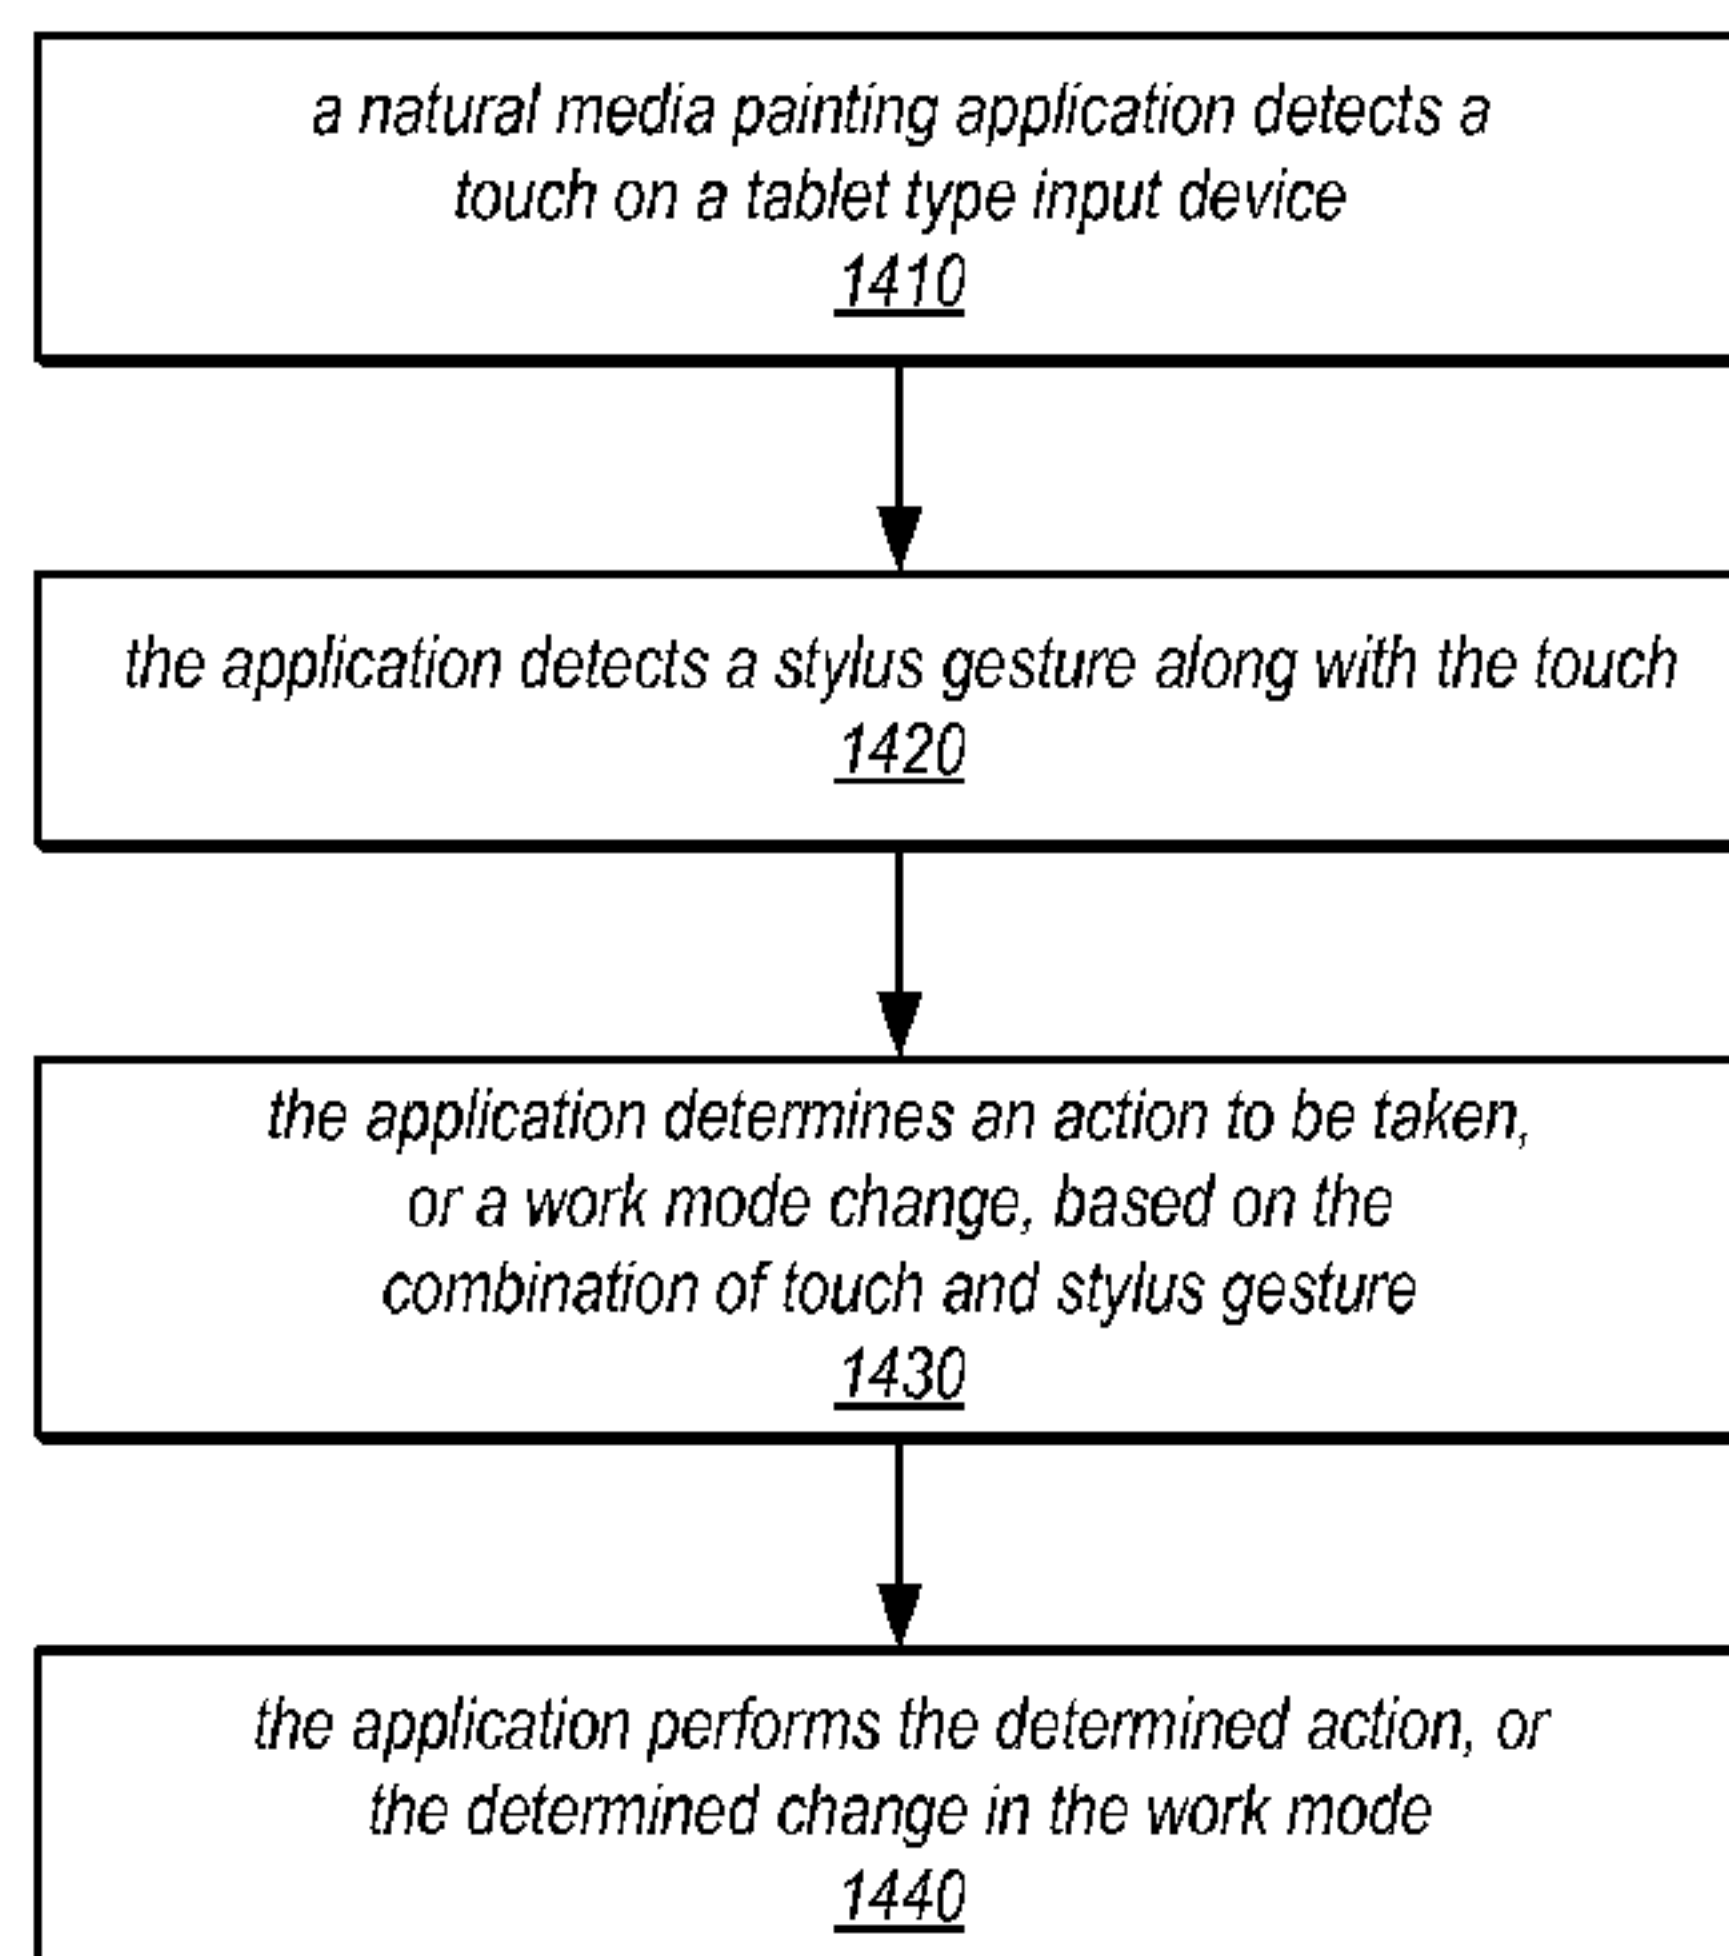 a natural media painting application detects a
touch on a tablet type input device
1410
the application detects a stylus gesture along with the touch
1420
the application determines an action to be taken,
or a work mode change, based on the
combination of touch and stylus gesture
1430
the application performs the determined action, or
the determined change in the work mode
1440